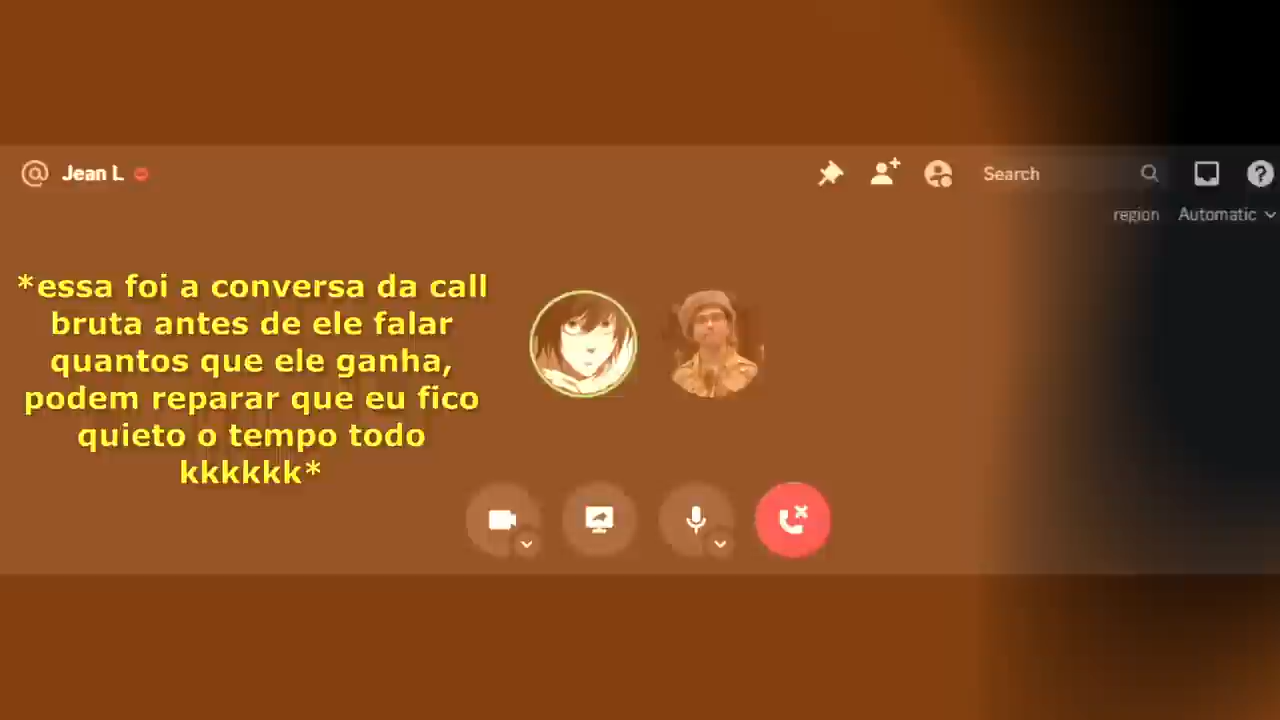 @ Jean L
Search
region Automatic
*essa foi a conversa da call
bruta antes de ele falar
quantos que ele ganha,
podem reparar que eu fico
quieto o tempo todo
kkkkkk*